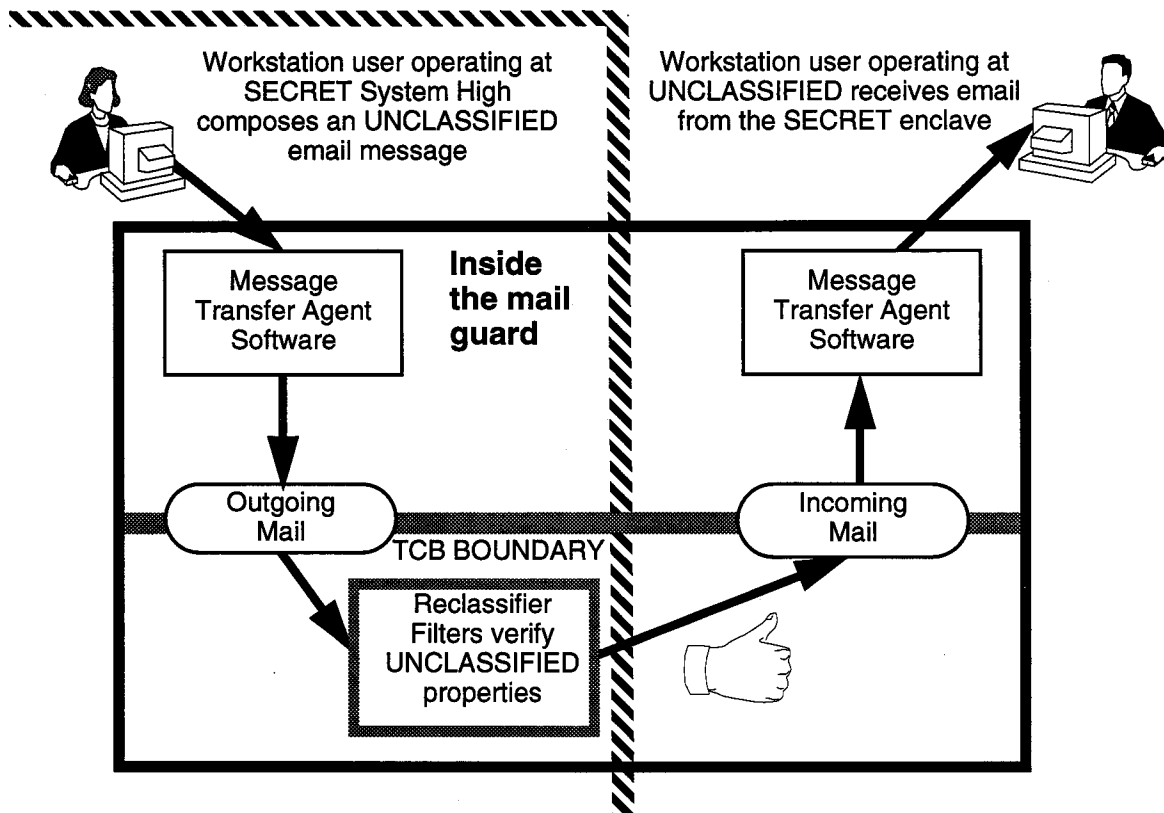 Workstation user operating at
SECRET System High
composes an UNCLASSIFIED
email message
Workstation user operating at
UNCLASSIFIED receives email
from the SECRET enclave
Inside
the mail
guard
Message
Transfer Agent
Software
Message
Transfer Agent
Software
Outgoing
Mail
Incoming
Mail
TCB BOUNDARY
Reclassifier
Filters verify
UNCLASSIFIED
properties